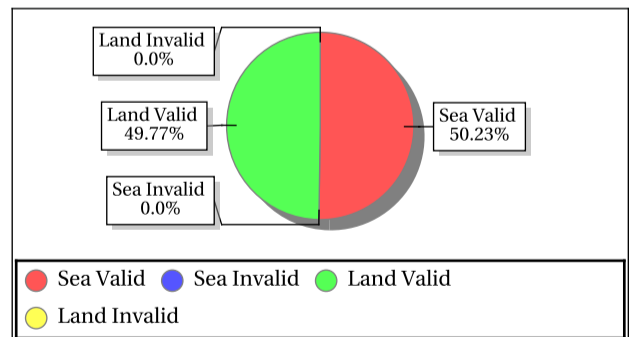 Land Invalid
0.0%
Land Valid
49.77%
Sea Valid
50.23%
Sea Invalid
0.0%
Sea Valid Sea Invalid Land Valid
Land Invalid